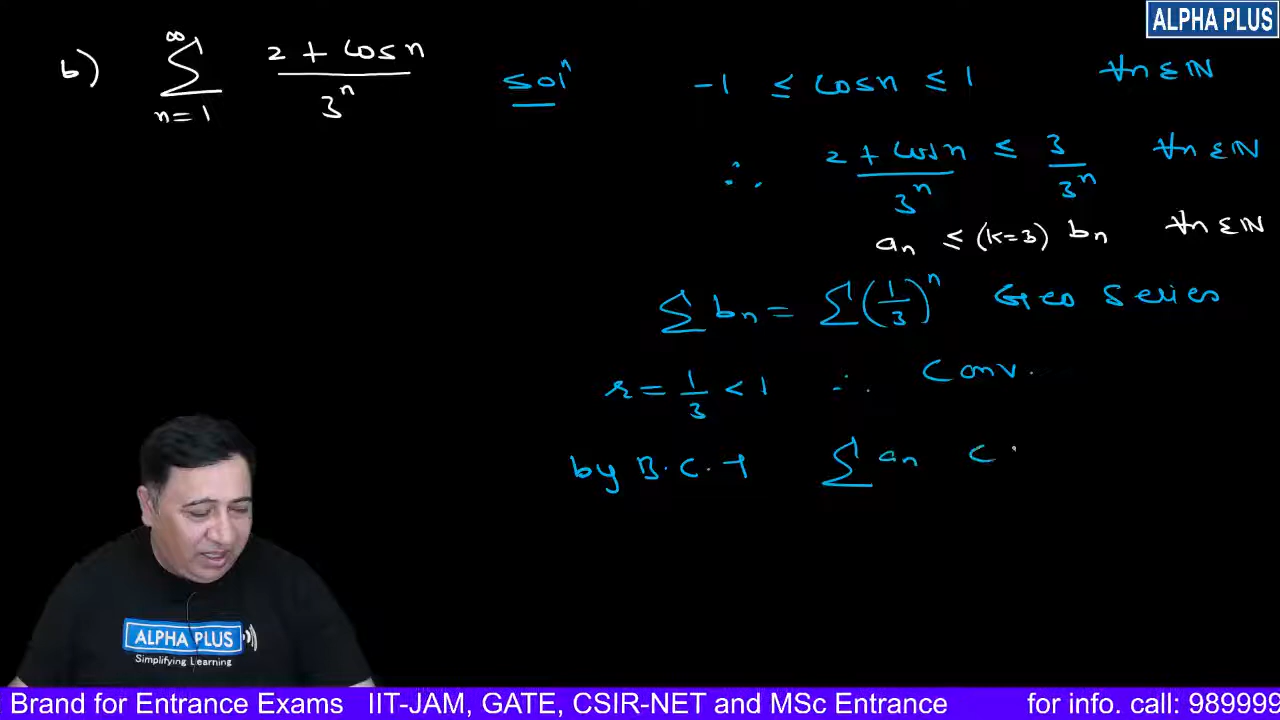 ALPHA PLUS
b) ∞ ∑ n=1 2 + cos n / 3^n
sol^n -1 ≤ cos n ≤ 1 ∀n ∈ ℕ
∴ 2 + cos n / 3^n ≤ 3 / 3^n ∀n ∈ ℕ
a_n ≤ (K=3) b_n ∀n ∈ ℕ
∑ b_n = ∑ (1/3)^n Geo Series
r = 1/3 < 1 ∴ Conv.
by B.C.T ∑ a_n C
ALPHA PLUS
Simplifying Learning
Brand for Entrance Exams IIT-JAM, GATE, CSIR-NET and MSc Entrance for info. call: 989999